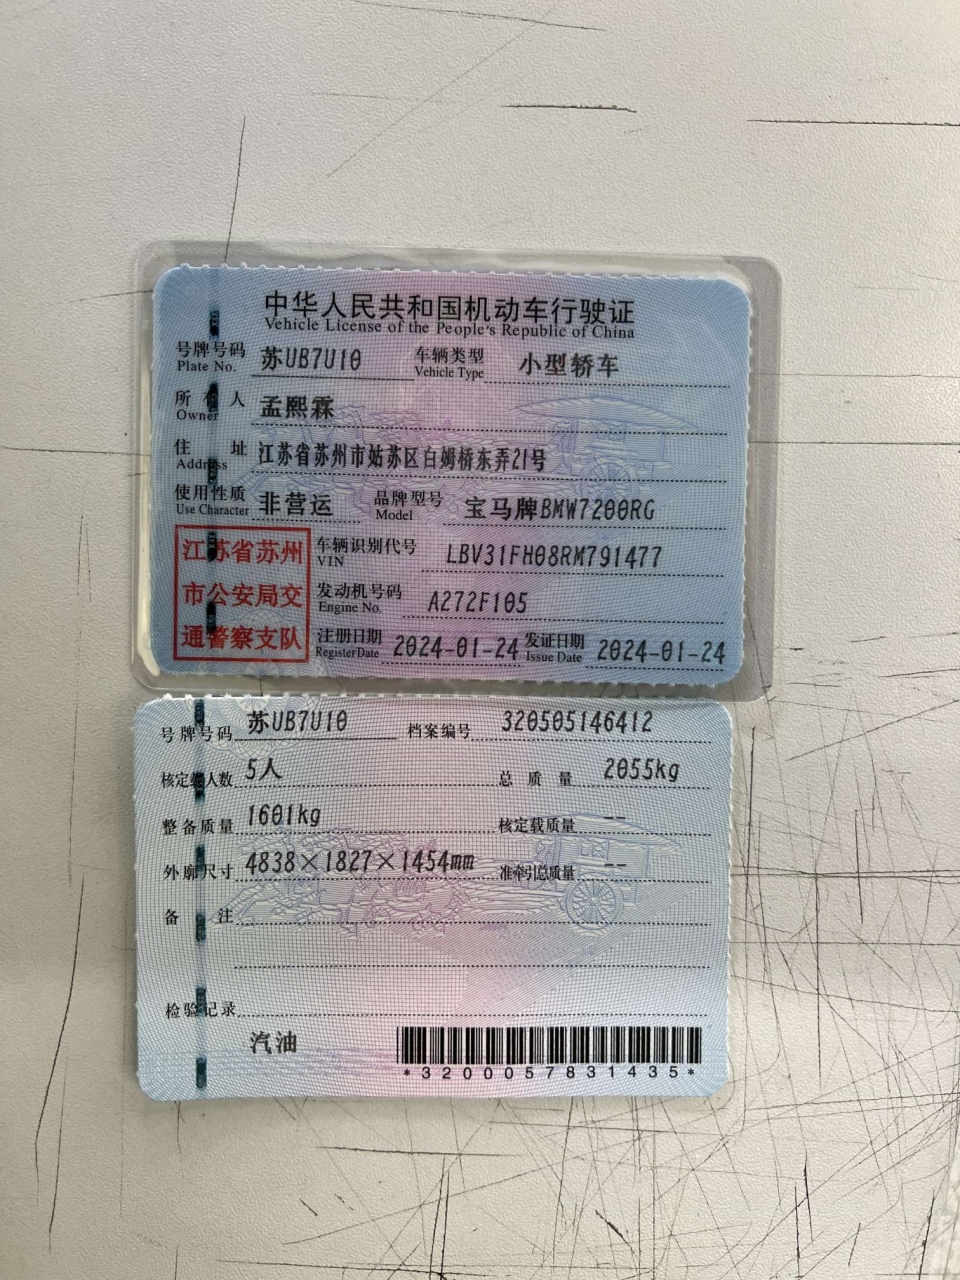 中华人民共和国机动车行驶证
Vehicle License of the People's Republic of China
号牌号码 Plate No. 苏UB7U10 车辆类型 Vehicle Type 小型轿车
所有人 Owner 孟熙霖
住址 Address 江苏省苏州市姑苏区白姆桥东弄21号
使用性质 Use Character 非营运 品牌型号 Model 宝马牌BMW7200RG
江苏省苏州
市公安局交
通警察支队
车辆识别代号 VIN LBV31FH08RM791477
发动机号码 Engine No. A272F105
注册日期 Register Date 2024-01-24 发证日期 Issue Date 2024-01-24
号牌号码 苏UB7U10 档案编号 320505146412
核定载人数 5人 总质量 2055kg
整备质量 1601kg 核定载质量 --
外廓尺寸 4838×1827×1454mm 准牵引总质量 --
备注
检验记录
汽油
*3200057831435*